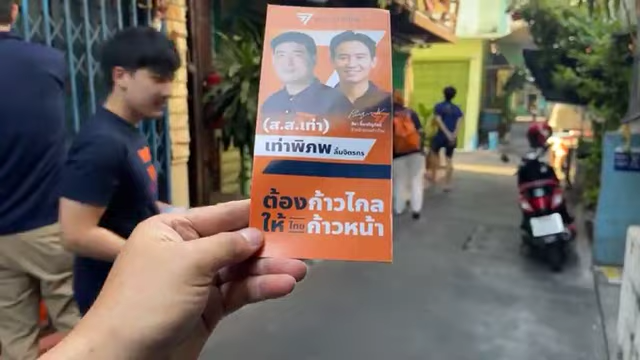 (ส.ส.เท่า)
เท่าพิภพ ลิ้มจิตรกร
ต้องก้าวไกล
ให้ ไทย ก้าวหน้า